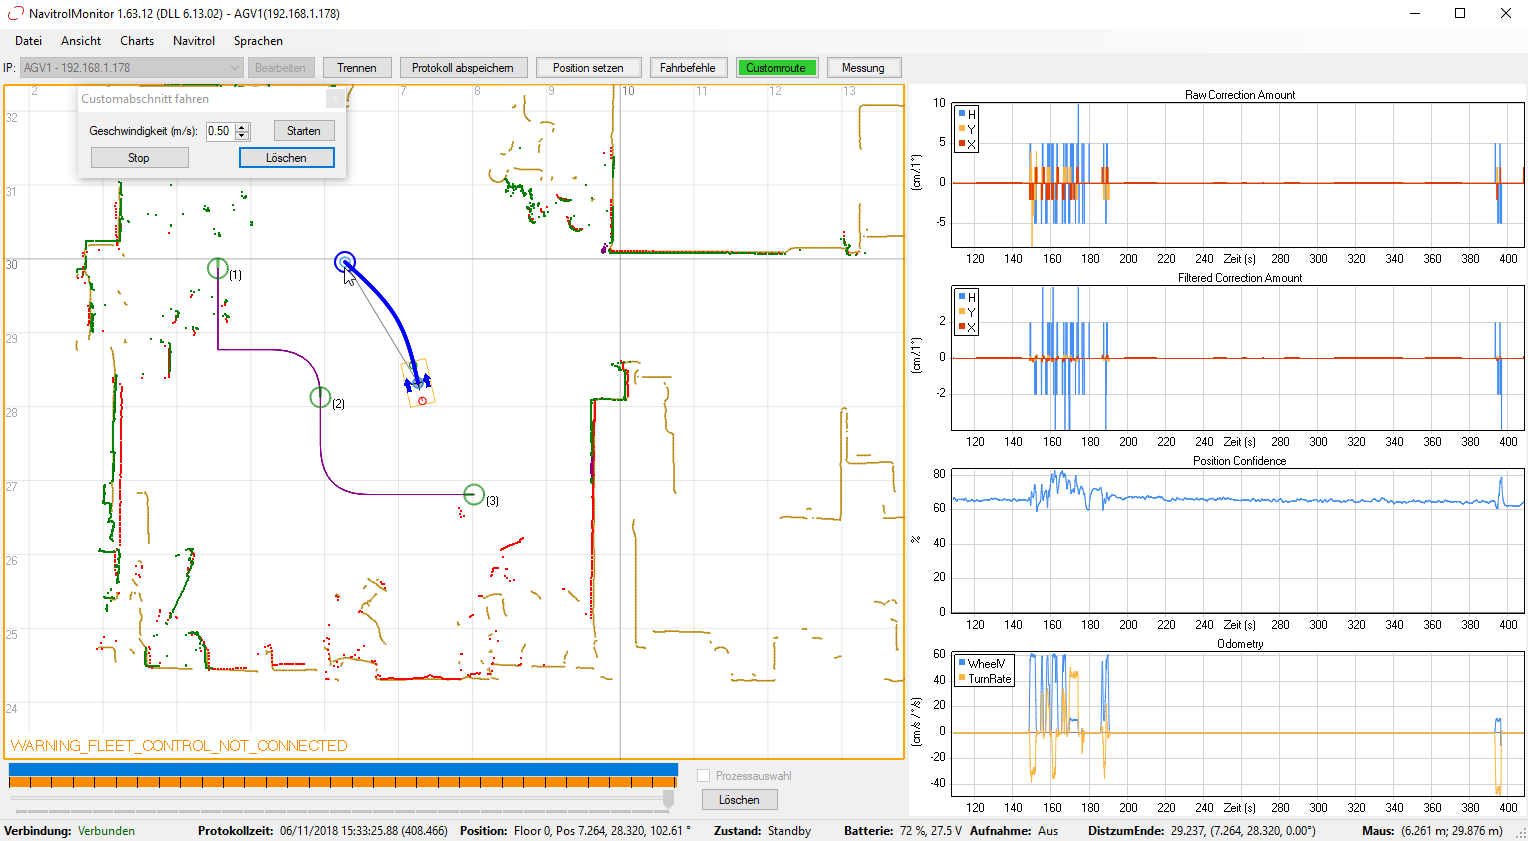 NavitrolMonitor 1.63.12 (DLL 6.13.02) - AGV1(192.168.1.178)
Datei Ansicht Charts Navitrol Sprachen
IP: AGV1 - 192.168.1.178 Bearbeiten Trennen Protokoll abspeichern Position setzen Fahrbefehle Customroute Messung
2 7 8 9 10 11 12 13
Customabschnitt fahren
Geschwindigkeit (m/s): 0.50 Starten
Stop Löschen
32
31
30
29
28
27
26
25
24
(1)
(2)
(3)
WARNING_FLEET_CONTROL_NOT_CONNECTED
Raw Correction Amount
H
Y
X
10
5
0
-5
(cm/1°)
120 140 160 180 200 220 240 Zeit (s) 280 300 320 340 360 380 400
Filtered Correction Amount
H
Y
X
2
0
-2
(cm/1°)
120 140 160 180 200 220 240 Zeit (s) 280 300 320 340 360 380 400
Position Confidence
80
60
40
20
0
%
120 140 160 180 200 220 240 Zeit (s) 280 300 320 340 360 380 400
Odometry
WheelV
TurnRate
60
40
20
0
-20
-40
(cm/s /°/s)
120 140 160 180 200 220 240 Zeit (s) 280 300 320 340 360 380 400
Prozessauswahl
Löschen
Verbindung: Verbunden Protokollzeit: 06/11/2018 15:33:25.88 (408.466) Position: Floor 0, Pos 7.264, 28.320, 102.61 ° Zustand: Standby Batterie: 72 %, 27.5 V Aufnahme: Aus DistzumEnde: 29.237, (7.264, 28.320, 0.00°) Maus: (6.261 m; 29.876 m)